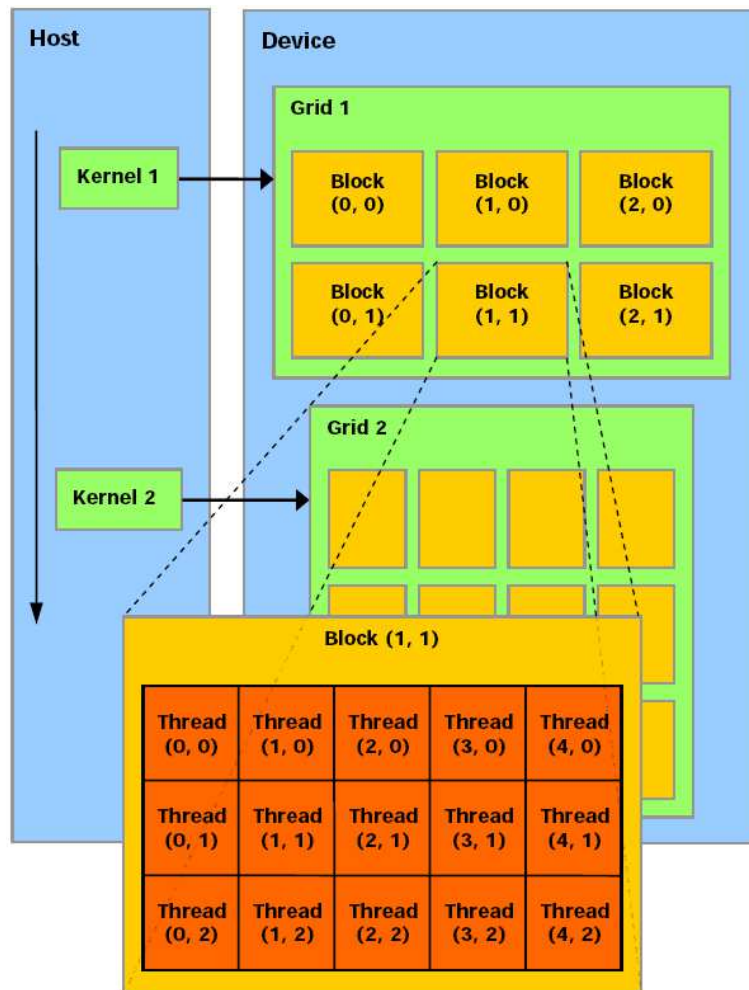 Host
Device
Grid 1
Kernel 1
Block
(0, 0)
Block
(1, 0)
Block
(2, 0)
Block
(0, 1)
Block
(1, 1)
Block
(2, 1)
Grid 2
Kernel 2
Block (1, 1)
Thread
(0, 0)
Thread
(1, 0)
Thread
(2, 0)
Thread
(3, 0)
Thread
(4, 0)
Thread
(0, 1)
Thread
(1, 1)
Thread
(2, 1)
Thread
(3, 1)
Thread
(4, 1)
Thread
(0, 2)
Thread
(1, 2)
Thread
(2, 2)
Thread
(3, 2)
Thread
(4, 2)